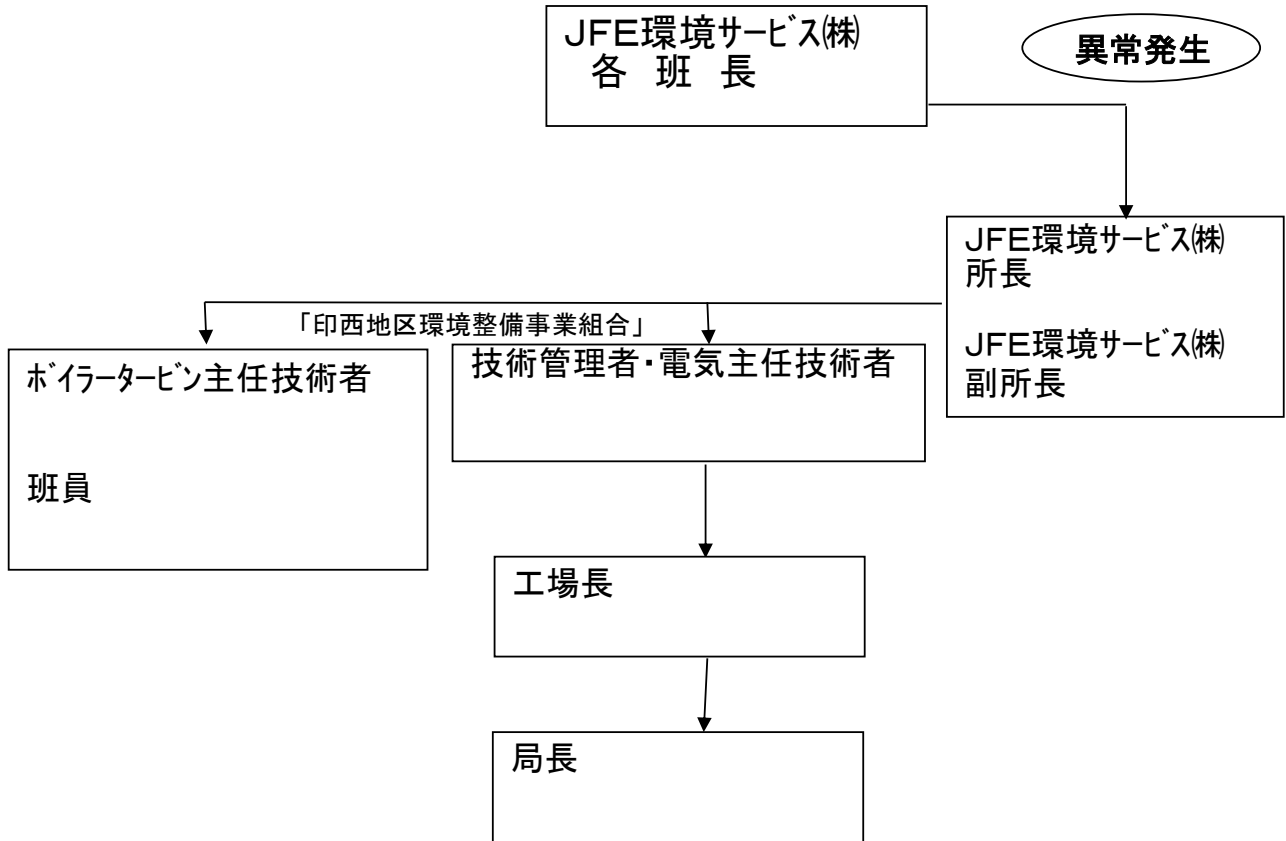 JFE環境サービス㈱
各 班 長
異常発生
JFE環境サービス㈱
所長
JFE環境サービス㈱
副所長
「印西地区環境整備事業組合」
ボイラータービン主任技術者
班員
技術管理者・電気主任技術者
工場長
局長